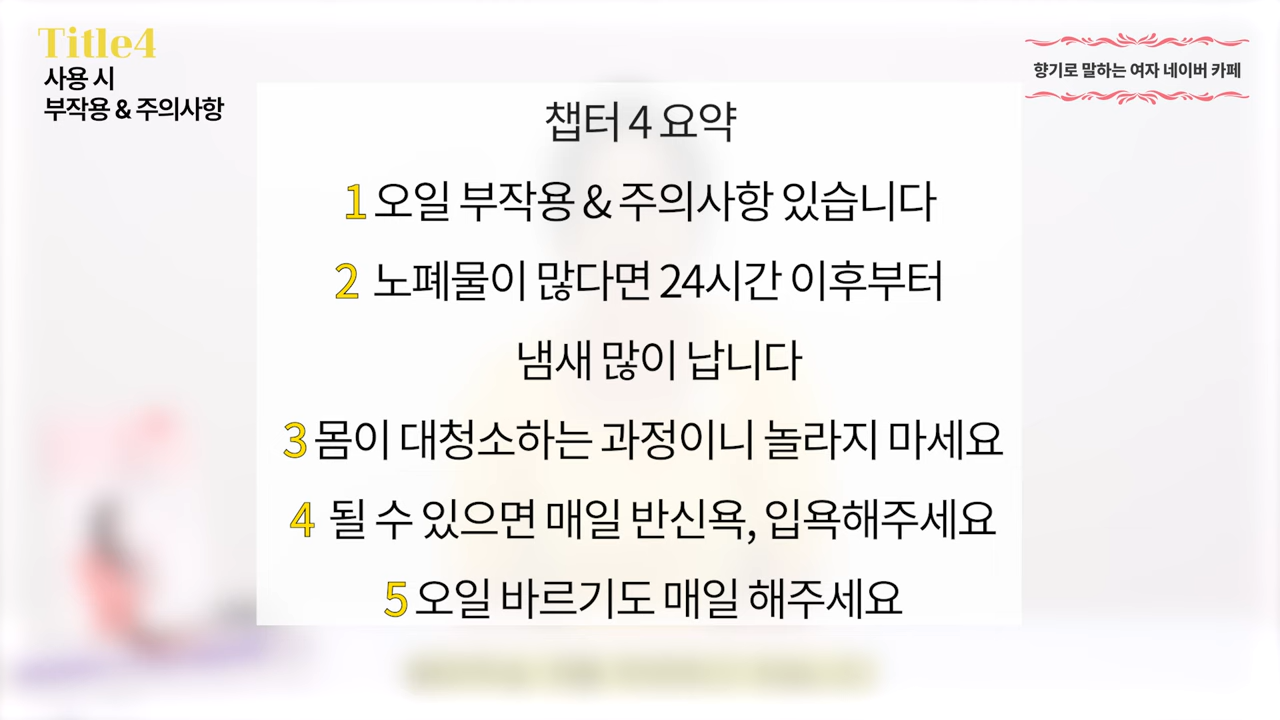 Title4
사용 시
부작용 & 주의사항
향기로 말하는 여자 네이버 카페
챕터 4 요약
1 오일 부작용 & 주의사항 있습니다
2 노폐물이 많다면 24시간 이후부터
냄새 많이 납니다
3 몸이 대청소하는 과정이니 놀라지 마세요
4 될 수 있으면 매일 반신욕, 입욕해주세요
5 오일 바르기도 매일 해주세요